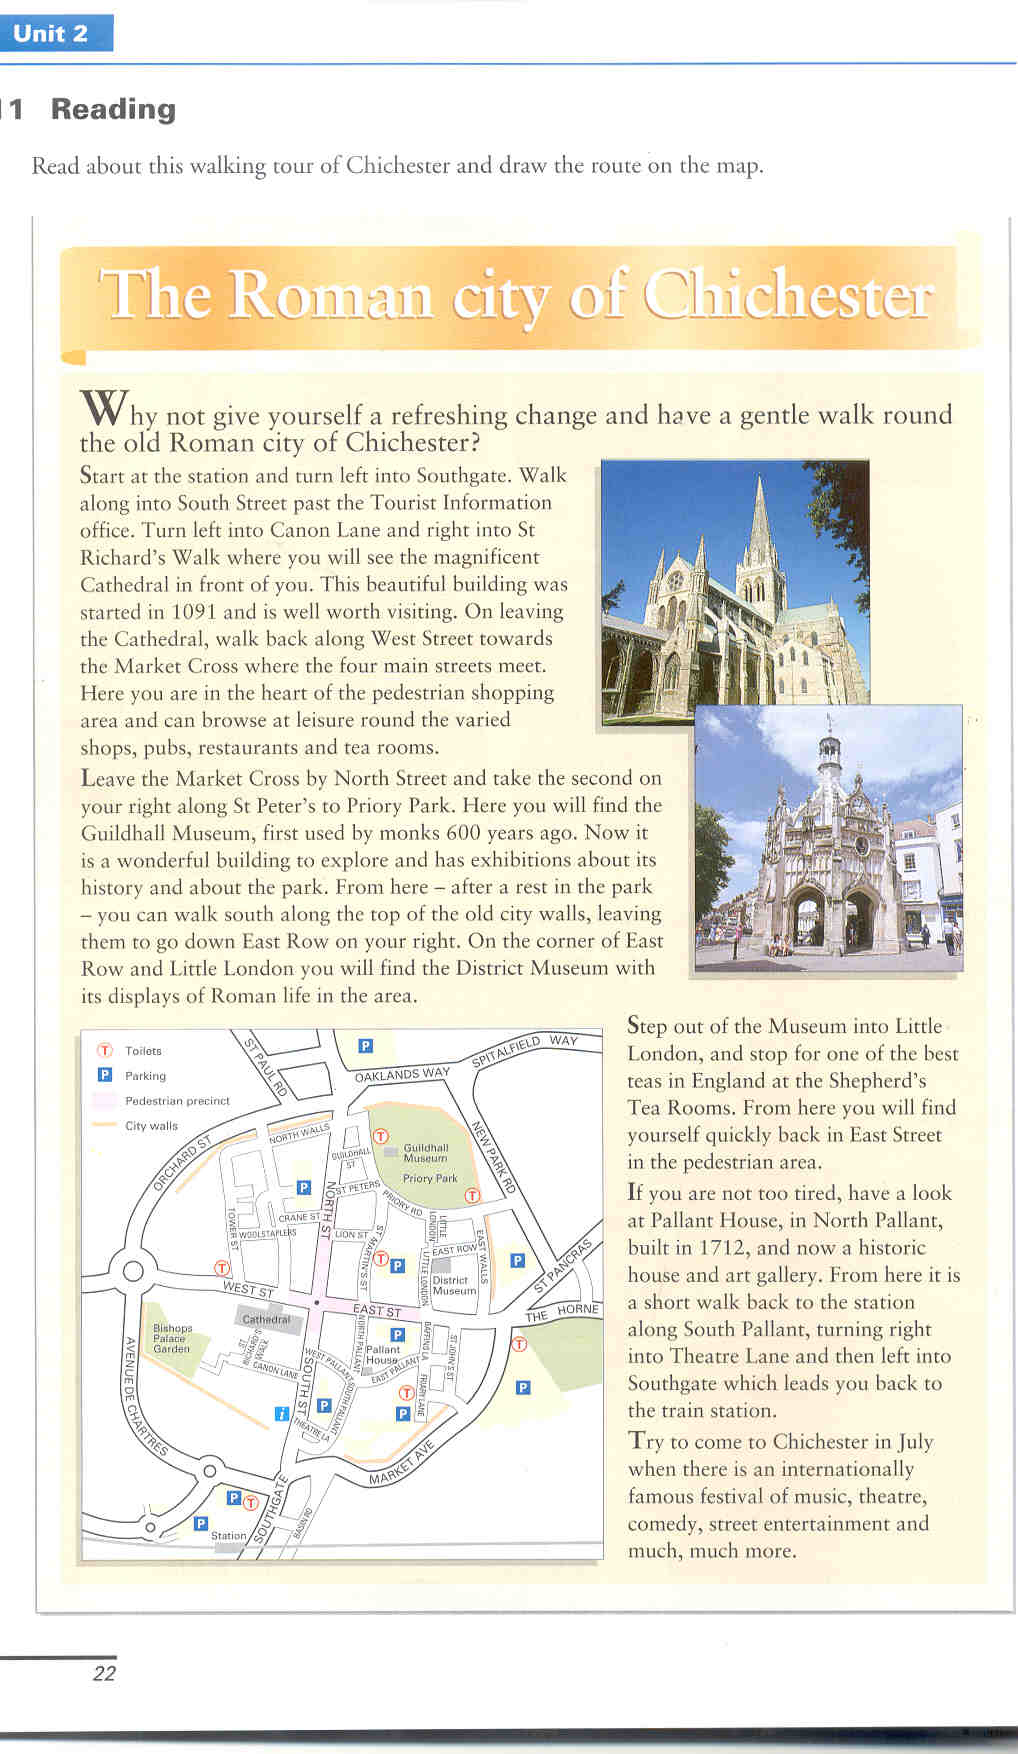 Unit 2
11 Reading
Read about this walking tour of Chichester and draw the route on the map.
The Roman city of Chichester
Why not give yourself a refreshing change and have a gentle walk round
the old Roman city of Chichester?
Start at the station and turn left into Southgate. Walk
along into South Street past the Tourist Information
office. Turn left into Canon Lane and right into St
Richard's Walk where you will see the magnificent
Cathedral in front of you. This beautiful building was
started in 1091 and is well worth visiting. On leaving
the Cathedral, walk back along West Street towards
the Market Cross where the four main streets meet.
Here you are in the heart of the pedestrian shopping
area and can browse at leisure round the varied
shops, pubs, restaurants and tea rooms.
Leave the Market Cross by North Street and take the second on
your right along St Peter's to Priory Park. Here you will find the
Guildhall Museum, first used by monks 600 years ago. Now it
is a wonderful building to explore and has exhibitions about its
history and about the park. From here – after a rest in the park
– you can walk south along the top of the old city walls, leaving
them to go down East Row on your right. On the corner of East
Row and Little London you will find the District Museum with
its displays of Roman life in the area.
Step out of the Museum into Little
London, and stop for one of the best
teas in England at the Shepherd's
Tea Rooms. From here you will find
yourself quickly back in East Street
in the pedestrian area.
If you are not too tired, have a look
at Pallant House, in North Pallant,
built in 1712, and now a historic
house and art gallery. From here it is
a short walk back to the station
along South Pallant, turning right
into Theatre Lane and then left into
Southgate which leads you back to
the train station.
Try to come to Chichester in July
when there is an internationally
famous festival of music, theatre,
comedy, street entertainment and
much, much more.
T Toilets
P Parking
Pedestrian precinct
City walls
ST PAUL RD
P
OAKLANDS WAY
SPITALFIELD WAY
ORCHARD ST
NORTH WALLS
GUILDHALL
ST
T
Guildhall
Museum
Priory Park
NEW PARK RD
P
NORTH ST
ST PETERS
PRIORY RD
T
TOWER ST
CRANE ST
WOOLSTAPLERS
LION ST
ST MARTIN'S ST
LITTLE
LONDON
EAST ROW
EAST WALLS
T
T
P
LITTLE LONDON
District
Museum
P
ST PANCRAS
WEST ST
EAST ST
THE HORNE
Cathedral
Bishops
Palace
Garden
ST
RICHARD'S
WALK
CANON LANE
WEST PALLANT
NORTH PALLANT
P
Pallant
House
EAST PALLANT
BAFFINS LA
ST JOHN'S ST
T
P
AVENUE DE CHARTRES
SOUTH ST
SOUTH PALLANT
FRIARY LANE
T
P
i
P
THEATRE LA
MARKET AVE
SOUTHGATE
BASIN RD
P T
P
Station
22